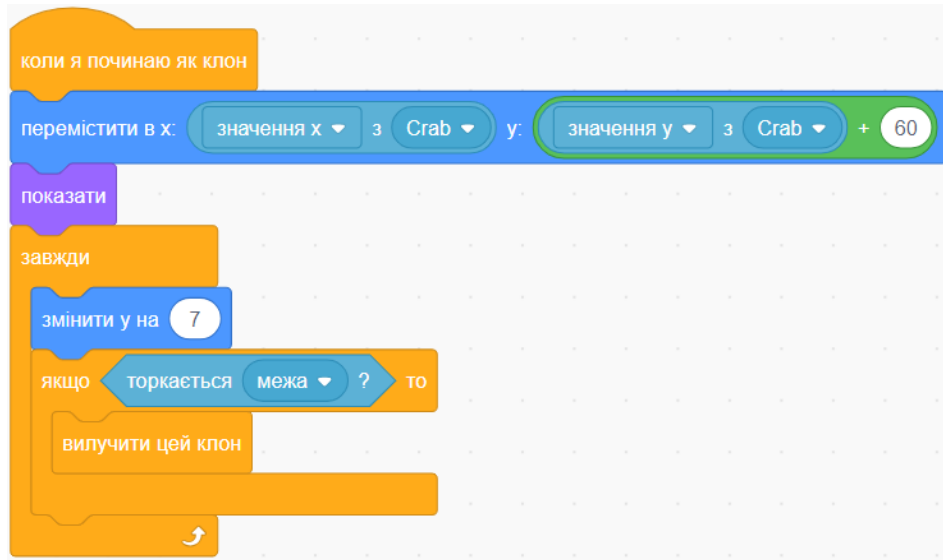 коли я починаю як клон
перемістити в x: значення x з Crab y: значення y з Crab + 60
показати
завжди
змінити y на 7
якщо торкається межа ? то
вилучити цей клон